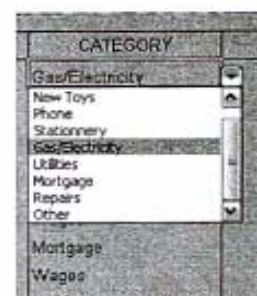 CATEGORY
Gas/Electricity
New Toys
Phone
Stationnery
Gas/Electricity
Utilities
Mortgage
Repairs
Other
Mortgage
Wages